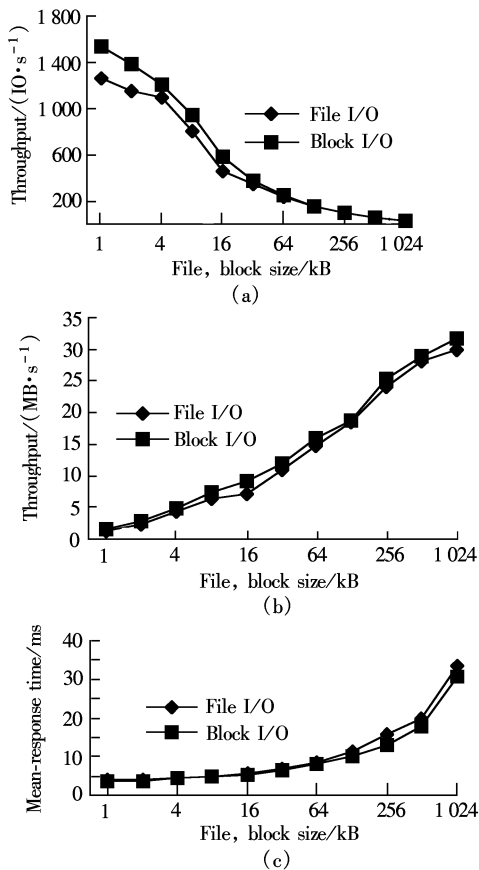 1 800
1 400
1 000
600
200
Throughput/(IO·s⁻¹)
File I/O
Block I/O
1 4 16 64 256 1 024
File, block size/kB
(a)
35
30
25
20
15
10
5
0
Throughput/(MB·s⁻¹)
File I/O
Block I/O
1 4 16 64 256 1 024
File, block size/kB
(b)
40
30
20
10
0
Mean-response time/ms
File I/O
Block I/O
1 4 16 64 256 1 024
File, block size/kB
(c)